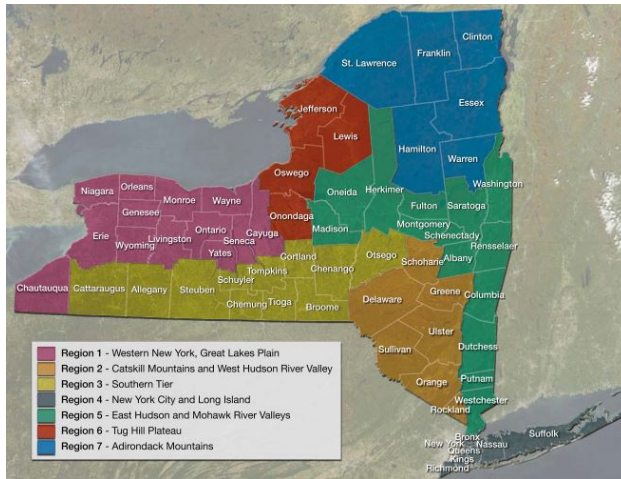 Clinton
Franklin
St. Lawrence
Essex
Jefferson
Lewis
Hamilton
Warren
Oswego
Washington
Niagara
Orleans
Monroe
Wayne
Oneida
Herkimer
Fulton
Saratoga
Genesee
Onondaga
Madison
Montgomery
Erie
Wyoming
Livingston
Ontario
Seneca
Cayuga
Schenectady
Rensselaer
Yates
Cortland
Otsego
Schoharie
Albany
Chautauqua
Cattaraugus
Allegany
Steuben
Schuyler
Tompkins
Chenango
Chemung
Tioga
Broome
Delaware
Greene
Columbia
Ulster
Sullivan
Dutchess
Orange
Putnam
Westchester
Rockland
Bronx
New York
Queens
Nassau
Suffolk
Kings
Richmond
Region 1 - Western New York, Great Lakes Plain
Region 2 - Catskill Mountains and West Hudson River Valley
Region 3 - Southern Tier
Region 4 - New York City and Long Island
Region 5 - East Hudson and Mohawk River Valleys
Region 6 - Tug Hill Plateau
Region 7 - Adirondack Mountains